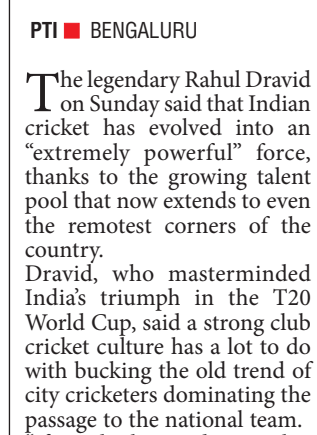 PTI ■ BENGALURU
The legendary Rahul Dravid
on Sunday said that Indian
cricket has evolved into an
“extremely powerful” force,
thanks to the growing talent
pool that now extends to even
the remotest corners of the
country.
Dravid, who masterminded
India’s triumph in the T20
World Cup, said a strong club
cricket culture has a lot to do
with bucking the old trend of
city cricketers dominating the
passage to the national team.